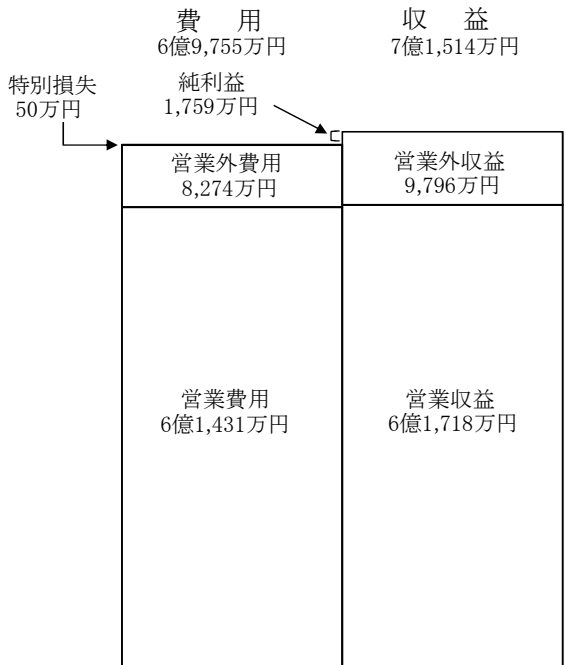 費　用
6億9,755万円
収　益
7億1,514万円
特別損失
50万円
純利益
1,759万円
営業外費用
8,274万円
営業外収益
9,796万円
営業費用
6億1,431万円
営業収益
6億1,718万円